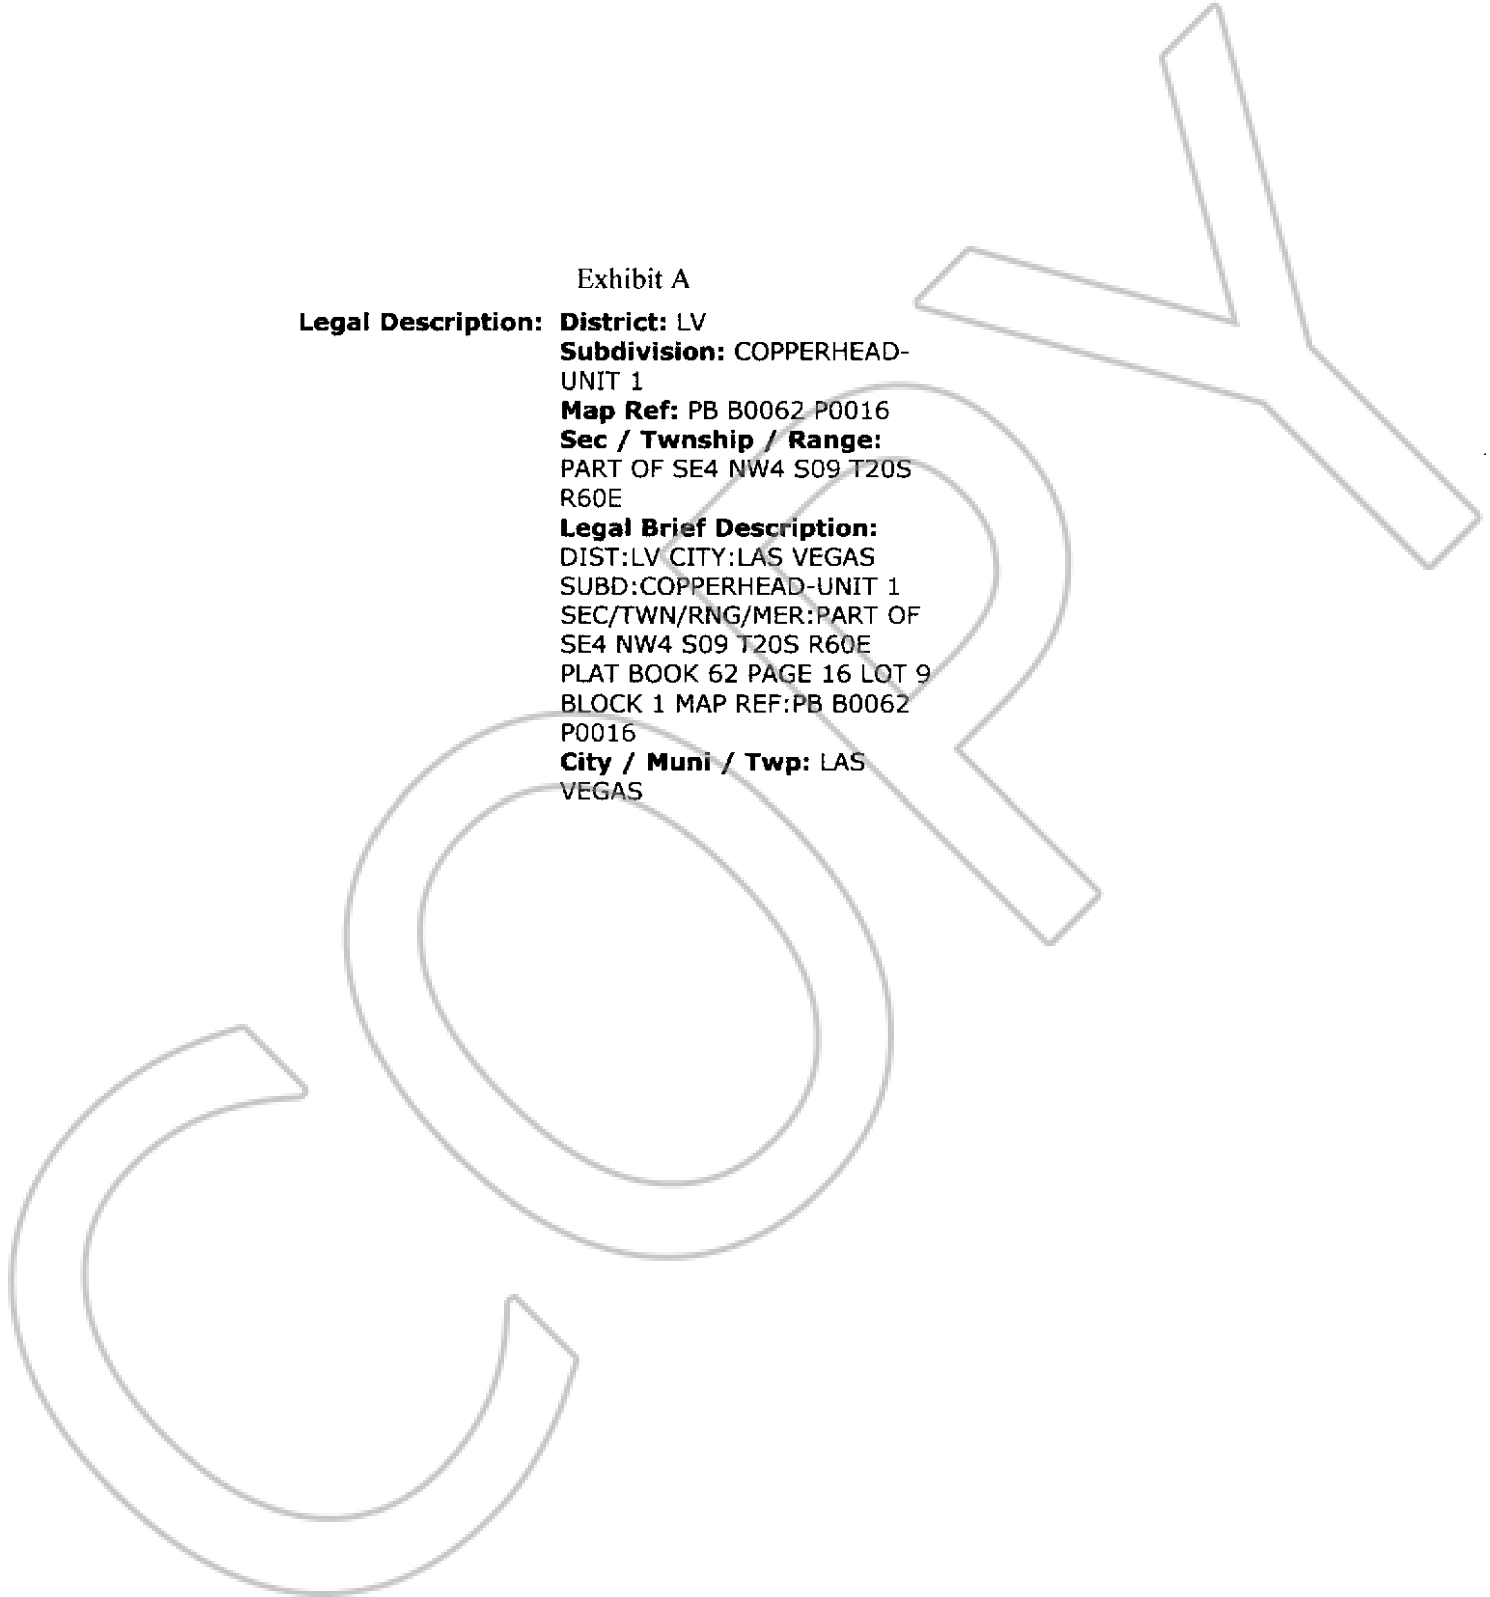 Exhibit A
Legal Description: District: LV
Subdivision: COPPERHEAD-
UNIT 1
Map Ref: PB B0062 P0016
Sec / Twnship / Range:
PART OF SE4 NW4 S09 T20S
R60E
Legal Brief Description:
DIST:LV CITY:LAS VEGAS
SUBD:COPPERHEAD-UNIT 1
SEC/TWN/RNG/MER:PART OF
SE4 NW4 S09 T20S R60E
PLAT BOOK 62 PAGE 16 LOT 9
BLOCK 1 MAP REF:PB B0062
P0016
City / Muni / Twp: LAS
VEGAS
COPY